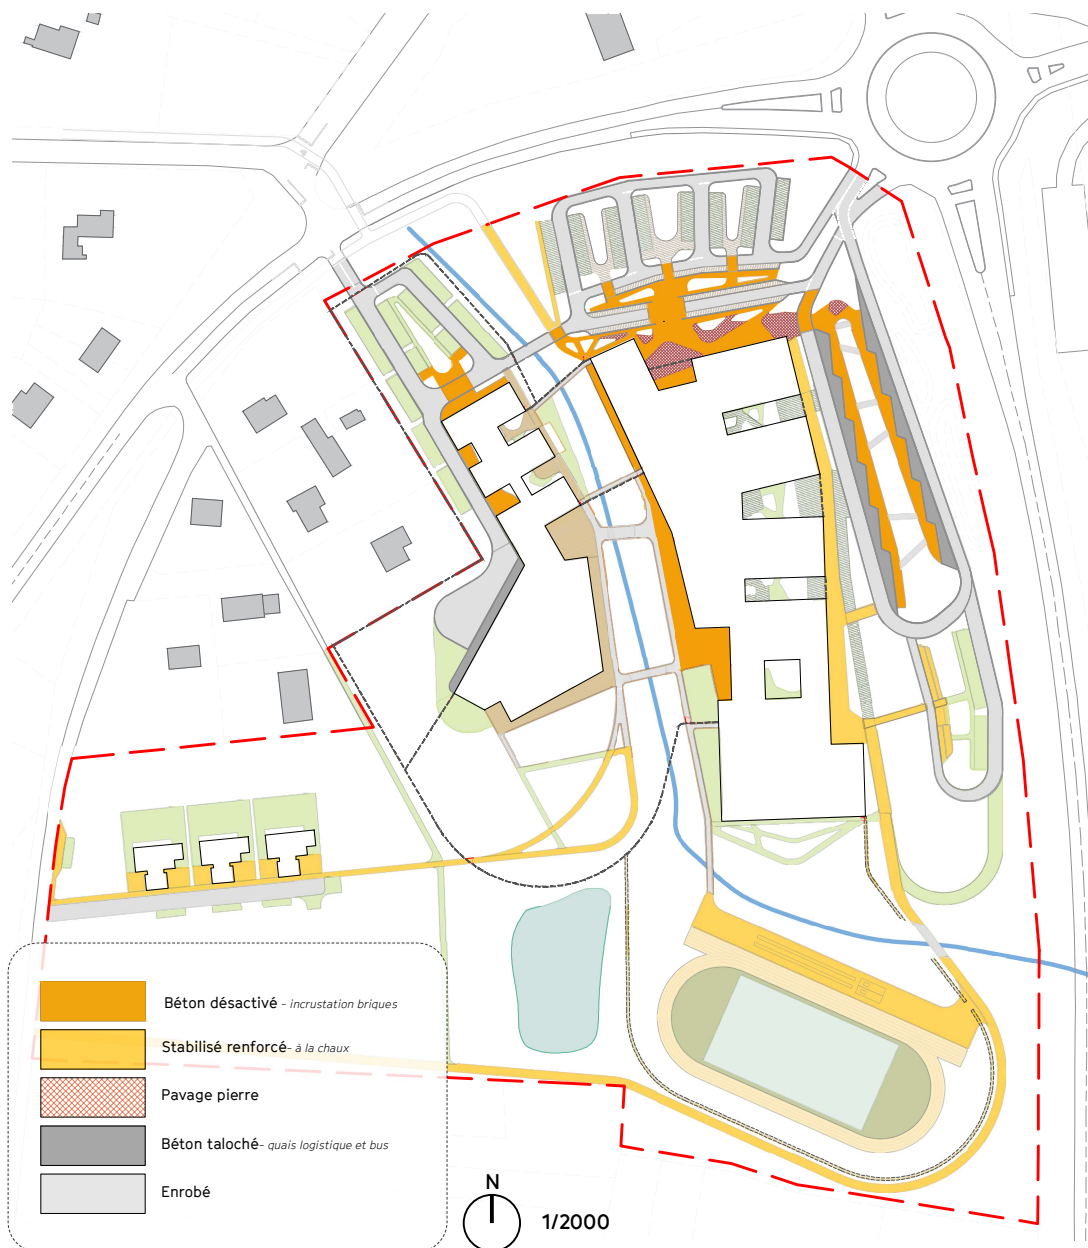 Béton désactivé - incrustation briques
Stabilisé renforcé- à la chaux
Pavage pierre
Béton taloché- quais logistique et bus
Enrobé
N
1/2000